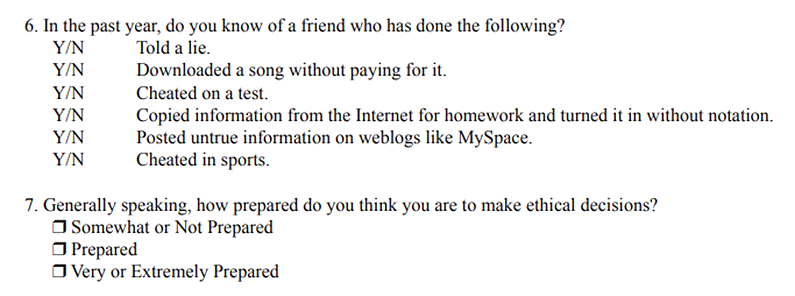 6. In the past year, do you know of a friend who has done the following?
Y/N Told a lie.
Y/N Downloaded a song without paying for it.
Y/N Cheated on a test.
Y/N Copied information from the Internet for homework and turned it in without notation.
Y/N Posted untrue information on weblogs like MySpace.
Y/N Cheated in sports.
7. Generally speaking, how prepared do you think you are to make ethical decisions?
❒ Somewhat or Not Prepared
❒ Prepared
❒ Very or Extremely Prepared